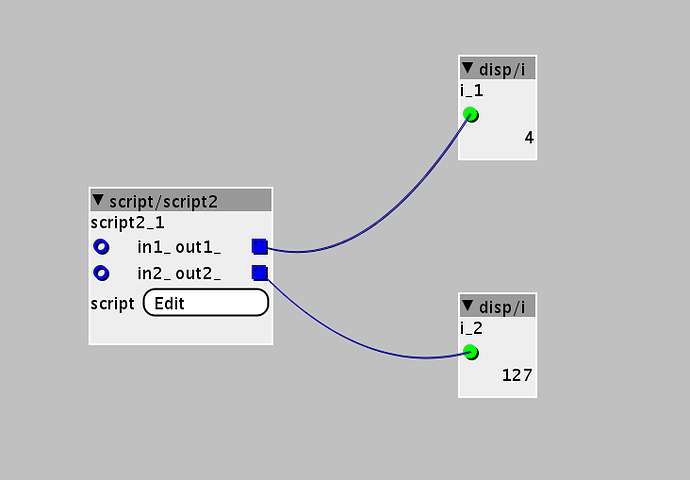 disp/i
i_1
4
script/script2
script2_1
in1_ out1_
in2_ out2_
script Edit
disp/i
i_2
127